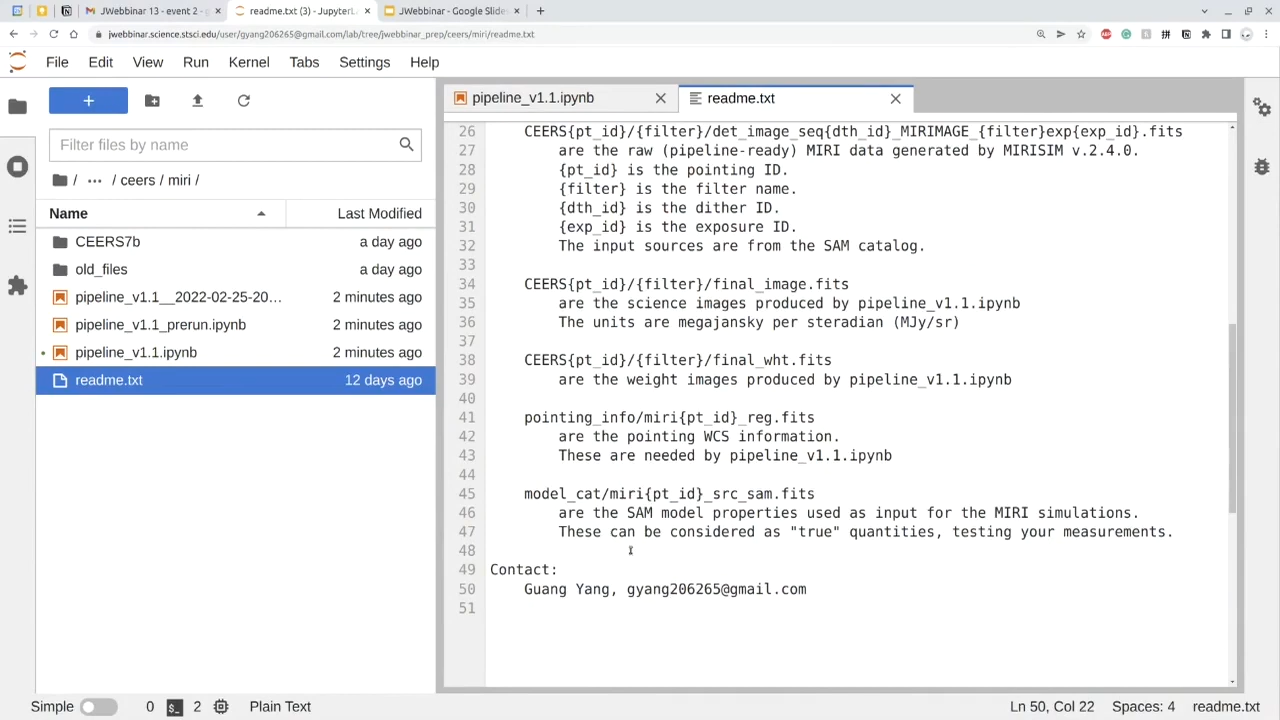 JWebbinar 13 - event 2 - g
readme.txt (3) - JupyterL
JWebbinar - Google Slide
jwebbinar.science.stsci.edu/user/gyang206265@gmail.com/lab/tree/jwebbinar_prep/ceers/miri/readme.txt
File Edit View Run Kernel Tabs Settings Help
pipeline_v1.1.ipynb
readme.txt
Filter files by name
/ ... / ceers / miri /
Name Last Modified
CEERS7b a day ago
old_files a day ago
pipeline_v1.1__2022-02-25-20... 2 minutes ago
pipeline_v1.1_prerun.ipynb 2 minutes ago
pipeline_v1.1.ipynb 2 minutes ago
readme.txt 12 days ago
26 CEERS{pt_id}/{filter}/det_image_seq{dth_id}_MIRIMAGE_{filter}exp{exp_id}.fits
27 are the raw (pipeline-ready) MIRI data generated by MIRISIM v.2.4.0.
28 {pt_id} is the pointing ID.
29 {filter} is the filter name.
30 {dth_id} is the dither ID.
31 {exp_id} is the exposure ID.
32 The input sources are from the SAM catalog.
33
34 CEERS{pt_id}/{filter}/final_image.fits
35 are the science images produced by pipeline_v1.1.ipynb
36 The units are megajansky per steradian (MJy/sr)
37
38 CEERS{pt_id}/{filter}/final_wht.fits
39 are the weight images produced by pipeline_v1.1.ipynb
40
41 pointing_info/miri{pt_id}_reg.fits
42 are the pointing WCS information.
43 These are needed by pipeline_v1.1.ipynb
44
45 model_cat/miri{pt_id}_src_sam.fits
46 are the SAM model properties used as input for the MIRI simulations.
47 These can be considered as "true" quantities, testing your measurements.
48
49 Contact:
50 Guang Yang, gyang206265@gmail.com
51
Simple 0 2 Plain Text Ln 50, Col 22 Spaces: 4 readme.txt